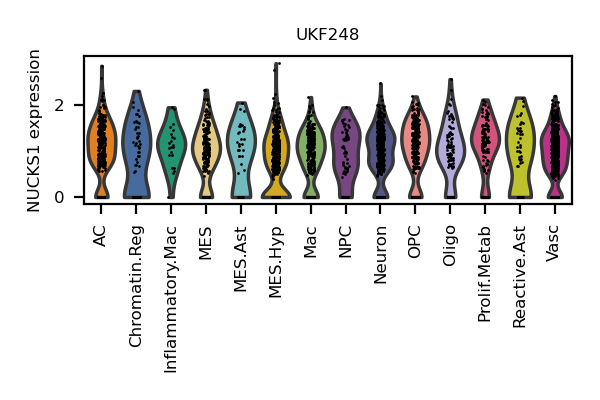 UKF248
NUCKS1 expression
2
0
AC
Chromatin.Reg
Inflammatory.Mac
MES
MES.Ast
MES.Hyp
Mac
NPC
Neuron
OPC
Oligo
Prolif.Metab
Reactive.Ast
Vasc